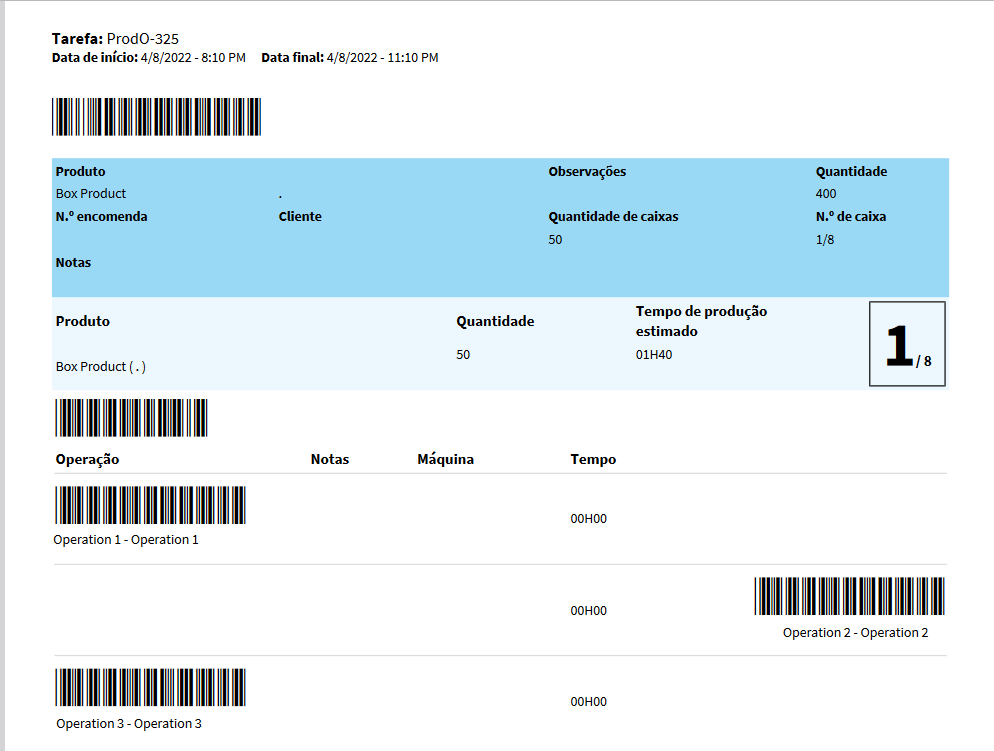 Tarefa: ProdO-325
Data de início: 4/8/2022 - 8:10 PM Data final: 4/8/2022 - 11:10 PM
Produto Observações Quantidade
Box Product . 400
N.º encomenda Cliente Quantidade de caixas N.º de caixa
50 1/8
Notas
Produto Quantidade Tempo de produção estimado
Box Product ( . ) 50 01H40
1/ 8
Operação Notas Máquina Tempo
00H00
Operation 1 - Operation 1
00H00
Operation 2 - Operation 2
00H00
Operation 3 - Operation 3